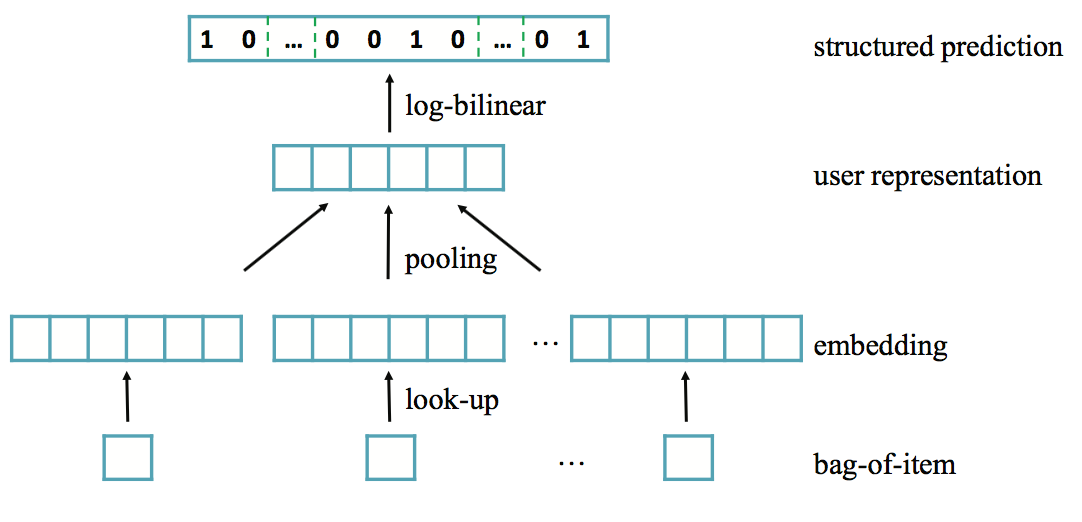 1 0 ... 0 0 1 0 ... 0 1
structured prediction
log-bilinear
user representation
pooling
...
embedding
look-up
...
bag-of-item